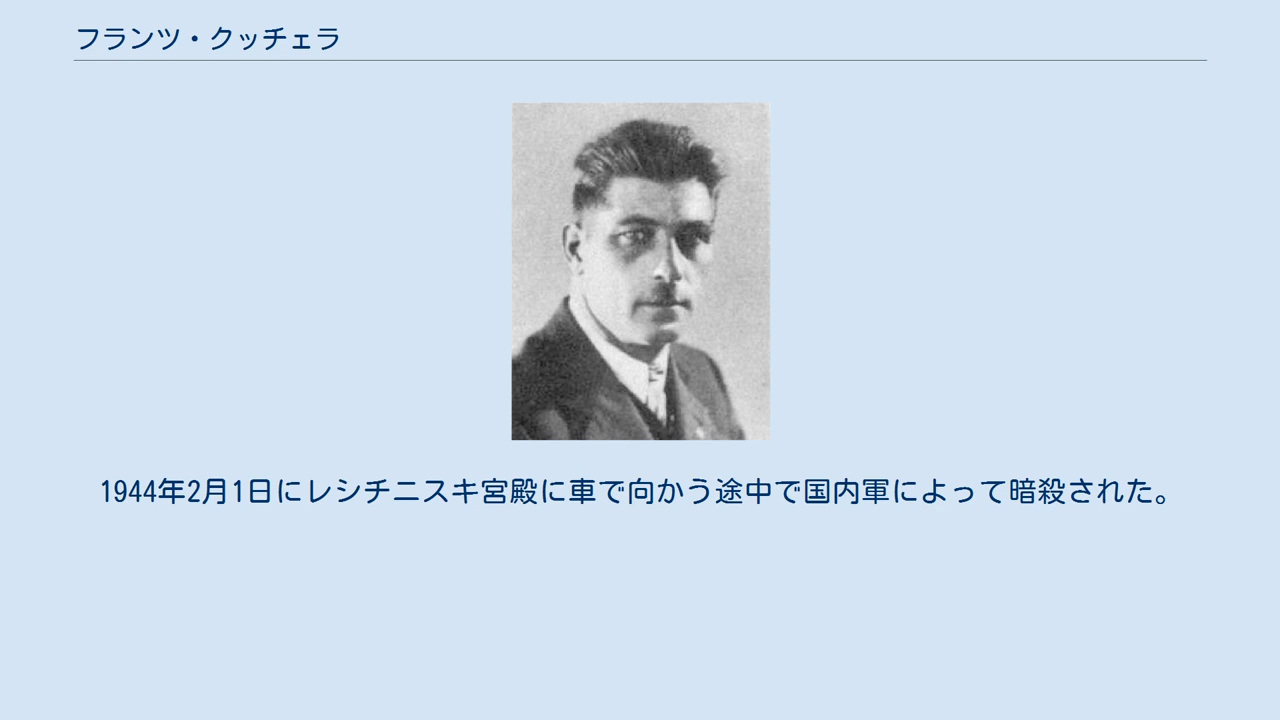 フランツ・クッチェラ
1944年2月1日にレシチニスキ宮殿に車で向かう途中で国内軍によって暗殺された。